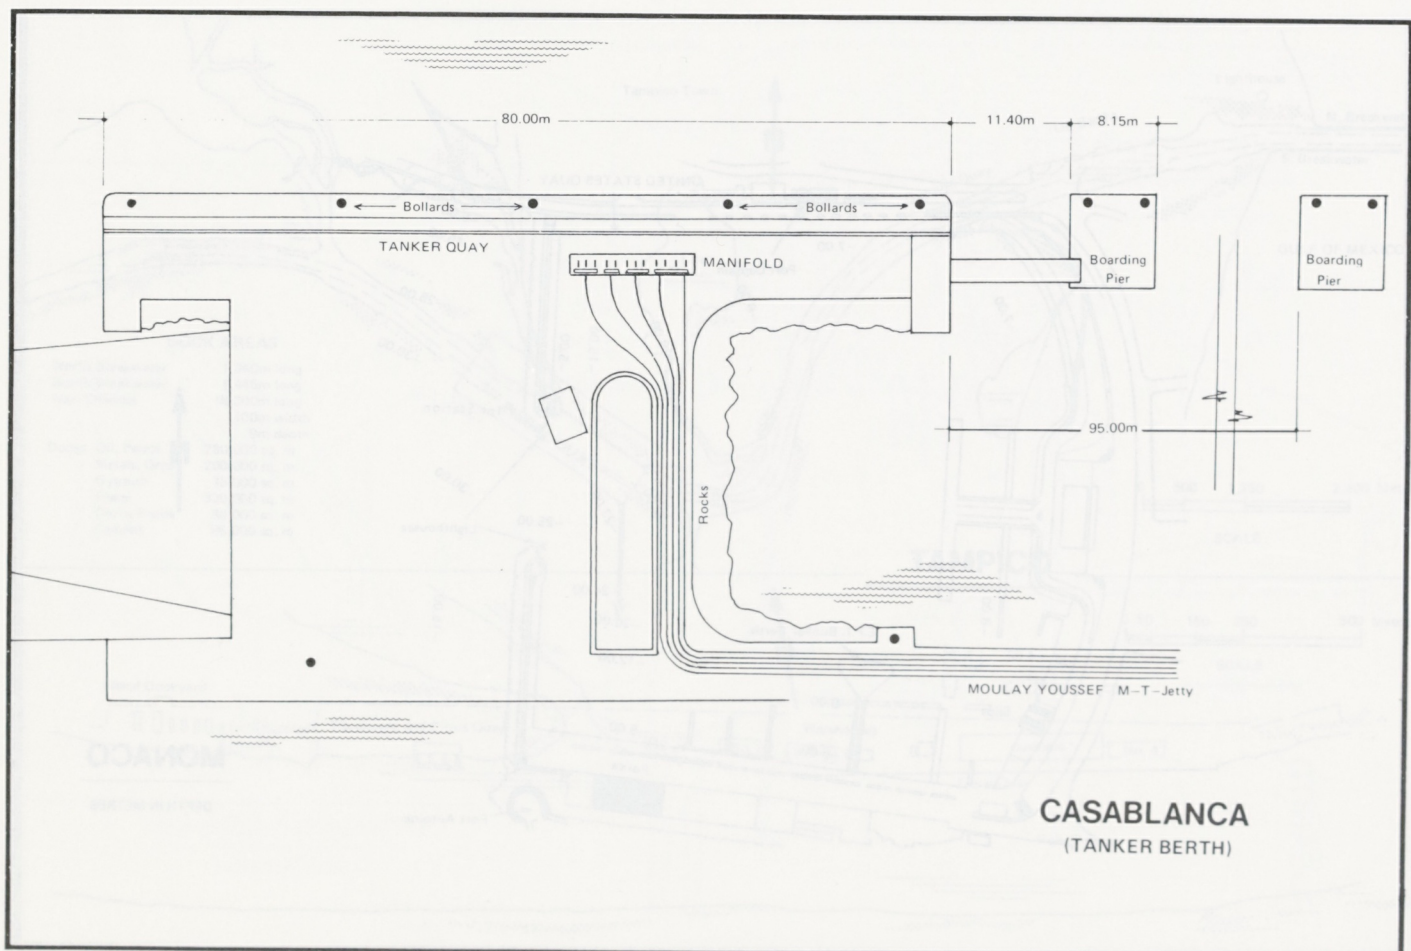 80.00m
11.40m
8.15m
Bollards
Bollards
TANKER QUAY
MANIFOLD
Boarding
Pier
Boarding
Pier
95.00m
Rocks
MOULAY YOUSSEF M-T-Jetty
CASABLANCA
(TANKER BERTH)